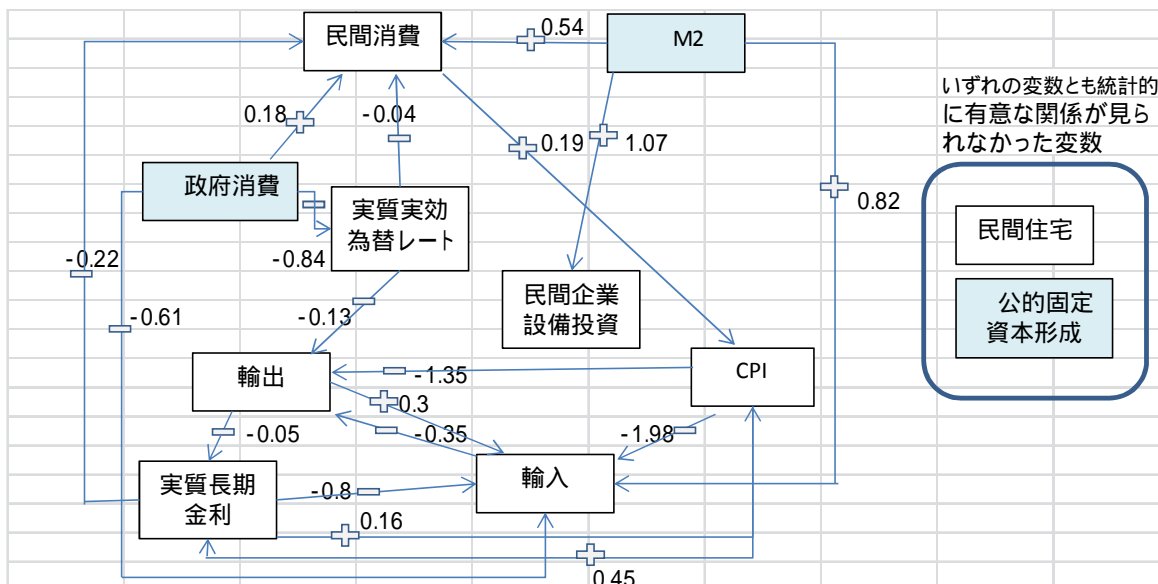 民間消費
0.54
M2
いずれの変数とも統計的
に有意な関係が見ら
れなかった変数
0.18
-0.04
0.19
1.07
政府消費
実質実効
為替レート
0.82
民間住宅
-0.22
-0.84
民間企業
設備投資
公的固定
資本形成
-0.61
-0.13
輸出
-1.35
CPI
0.3
-0.05
-0.35
-1.98
実質長期
金利
-0.8
輸入
0.16
0.45